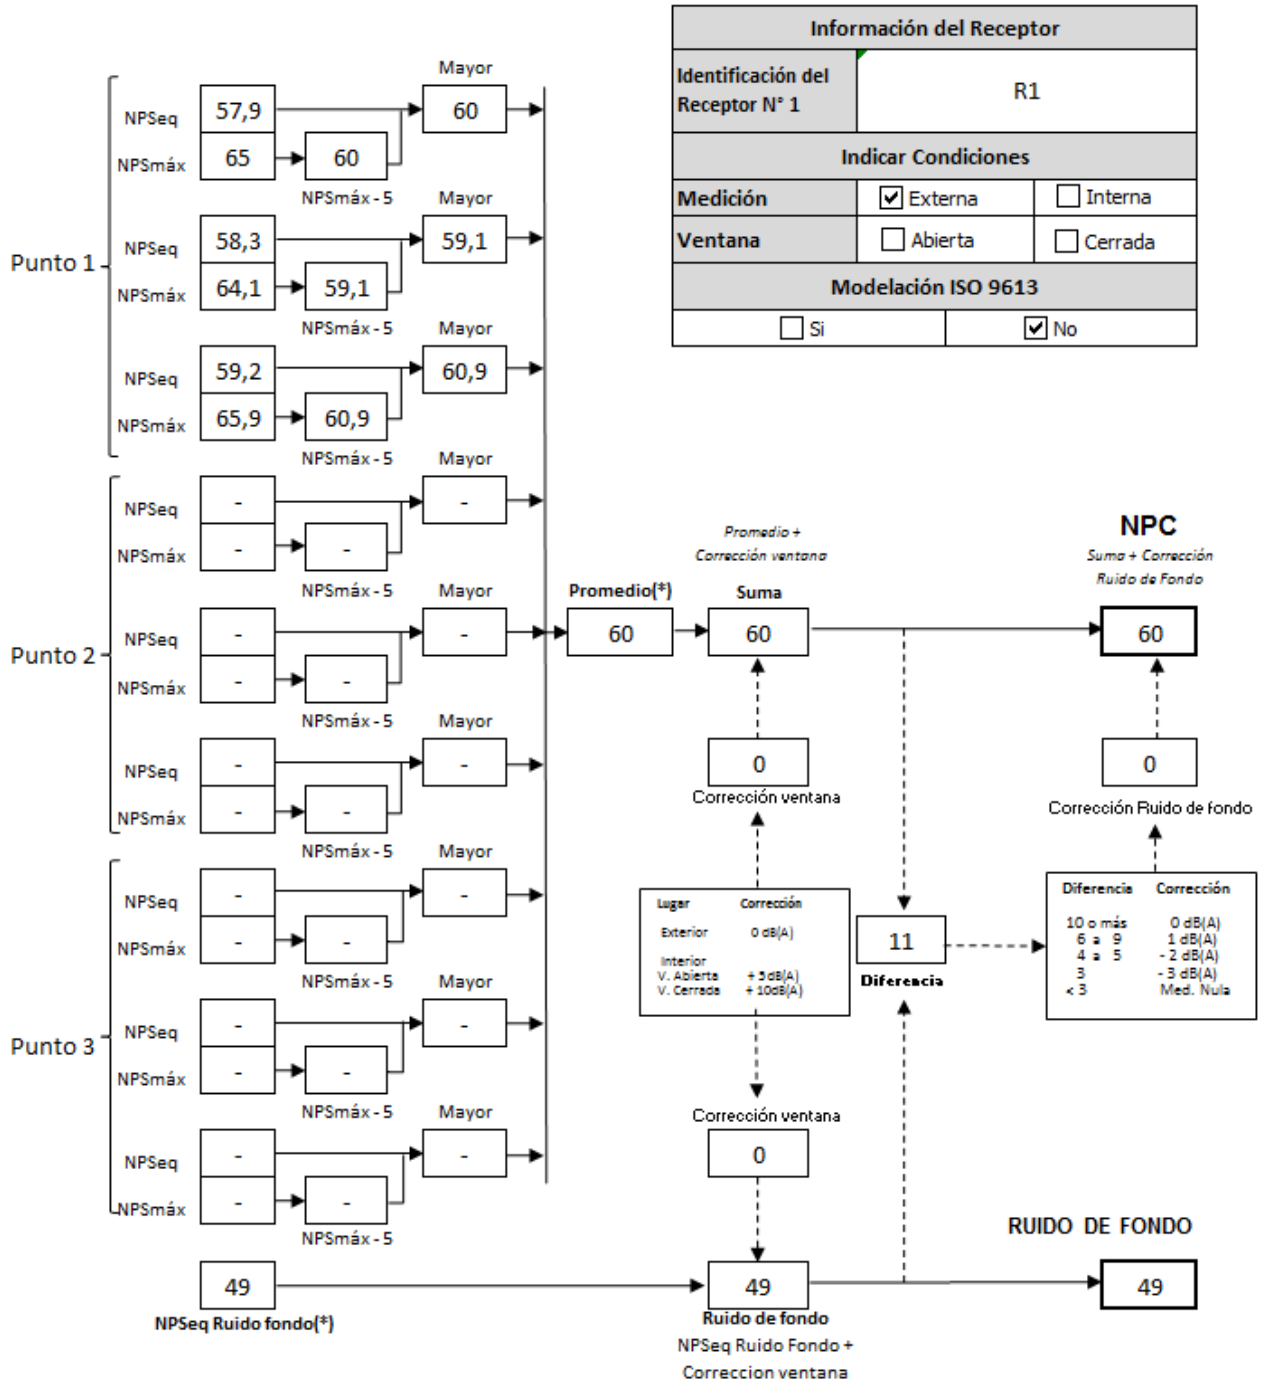 Información del Receptor
Identificación del
Receptor N° 1
R1
Indicar Condiciones
Medición
Externa
Interna
Ventana
Abierta
Cerrada
Modelación ISO 9613
Si
No
Punto 1
Mayor
NPSeq
57,9
60
NPSmáx
65
60
NPSmáx - 5
Mayor
NPSeq
58,3
59,1
NPSmáx
64,1
59,1
NPSmáx - 5
Mayor
NPSeq
59,2
60,9
NPSmáx
65,9
60,9
NPSmáx - 5
Punto 2
Mayor
NPSeq
-
-
NPSmáx
-
-
NPSmáx - 5
Mayor
NPSeq
-
-
NPSmáx
-
-
NPSmáx - 5
Mayor
NPSeq
-
-
NPSmáx
-
-
NPSmáx - 5
Punto 3
Mayor
NPSeq
-
-
NPSmáx
-
-
NPSmáx - 5
Mayor
NPSeq
-
-
NPSmáx
-
-
NPSmáx - 5
Mayor
NPSeq
-
-
NPSmáx
-
-
NPSmáx - 5
49
NPSeq Ruido fondo(*)
Promedio(*)
60
Promedio +
Corrección ventana
Suma
60
0
Corrección ventana
Lugar Corrección
Exterior 0 dB(A)
Interior
V. Abierta + 5dB(A)
V. Cerrada + 10dB(A)
Corrección ventana
0
49
Ruido de fondo
NPSeq Ruido Fondo +
Correccion ventana
11
Diferencia
NPC
Suma + Corrección
Ruido de Fondo
60
0
Corrección Ruido de fondo
Diferencia Corrección
10 o más 0 dB(A)
6 a 9 1 dB(A)
4 a 5 - 2 dB(A)
3 - 3 dB(A)
< 3 Med. Nula
RUIDO DE FONDO
49